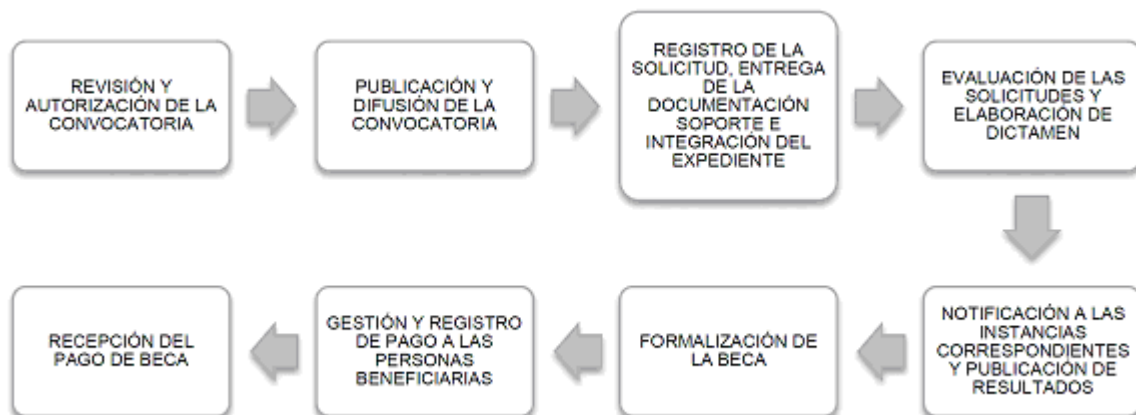 REVISIÓN Y
AUTORIZACIÓN DE LA
CONVOCATORIA
PUBLICACIÓN Y
DIFUSIÓN DE LA
CONVOCATORIA
REGISTRO DE LA
SOLICITUD, ENTREGA
DE LA
DOCUMENTACIÓN
SOPORTE E
INTEGRACIÓN DEL
EXPEDIENTE
EVALUACIÓN DE LAS
SOLICITUDES Y
ELABORACIÓN DE
DICTAMEN
NOTIFICACIÓN A LAS
INSTANCIAS
CORRESPONDIENTES
Y PUBLICACIÓN DE
RESULTADOS
FORMALIZACIÓN DE
LA BECA
GESTIÓN Y REGISTRO
DE PAGO A LAS
PERSONAS
BENEFICIARIAS
RECEPCIÓN DEL
PAGO DE BECA